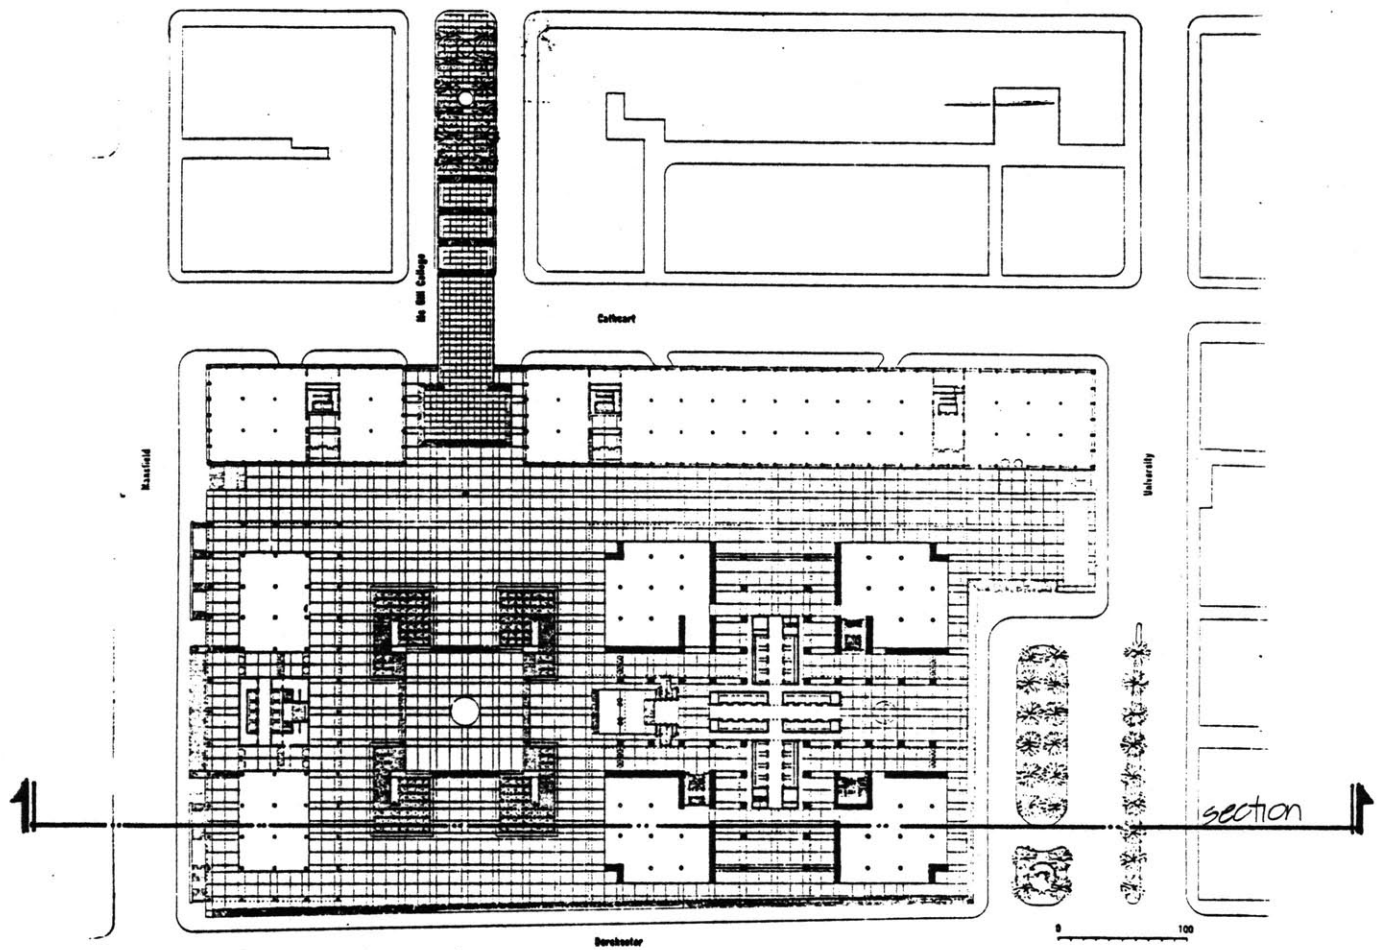 Mc Gill College
Cathcart
Mansfield
University
section
Dorchester
0 100